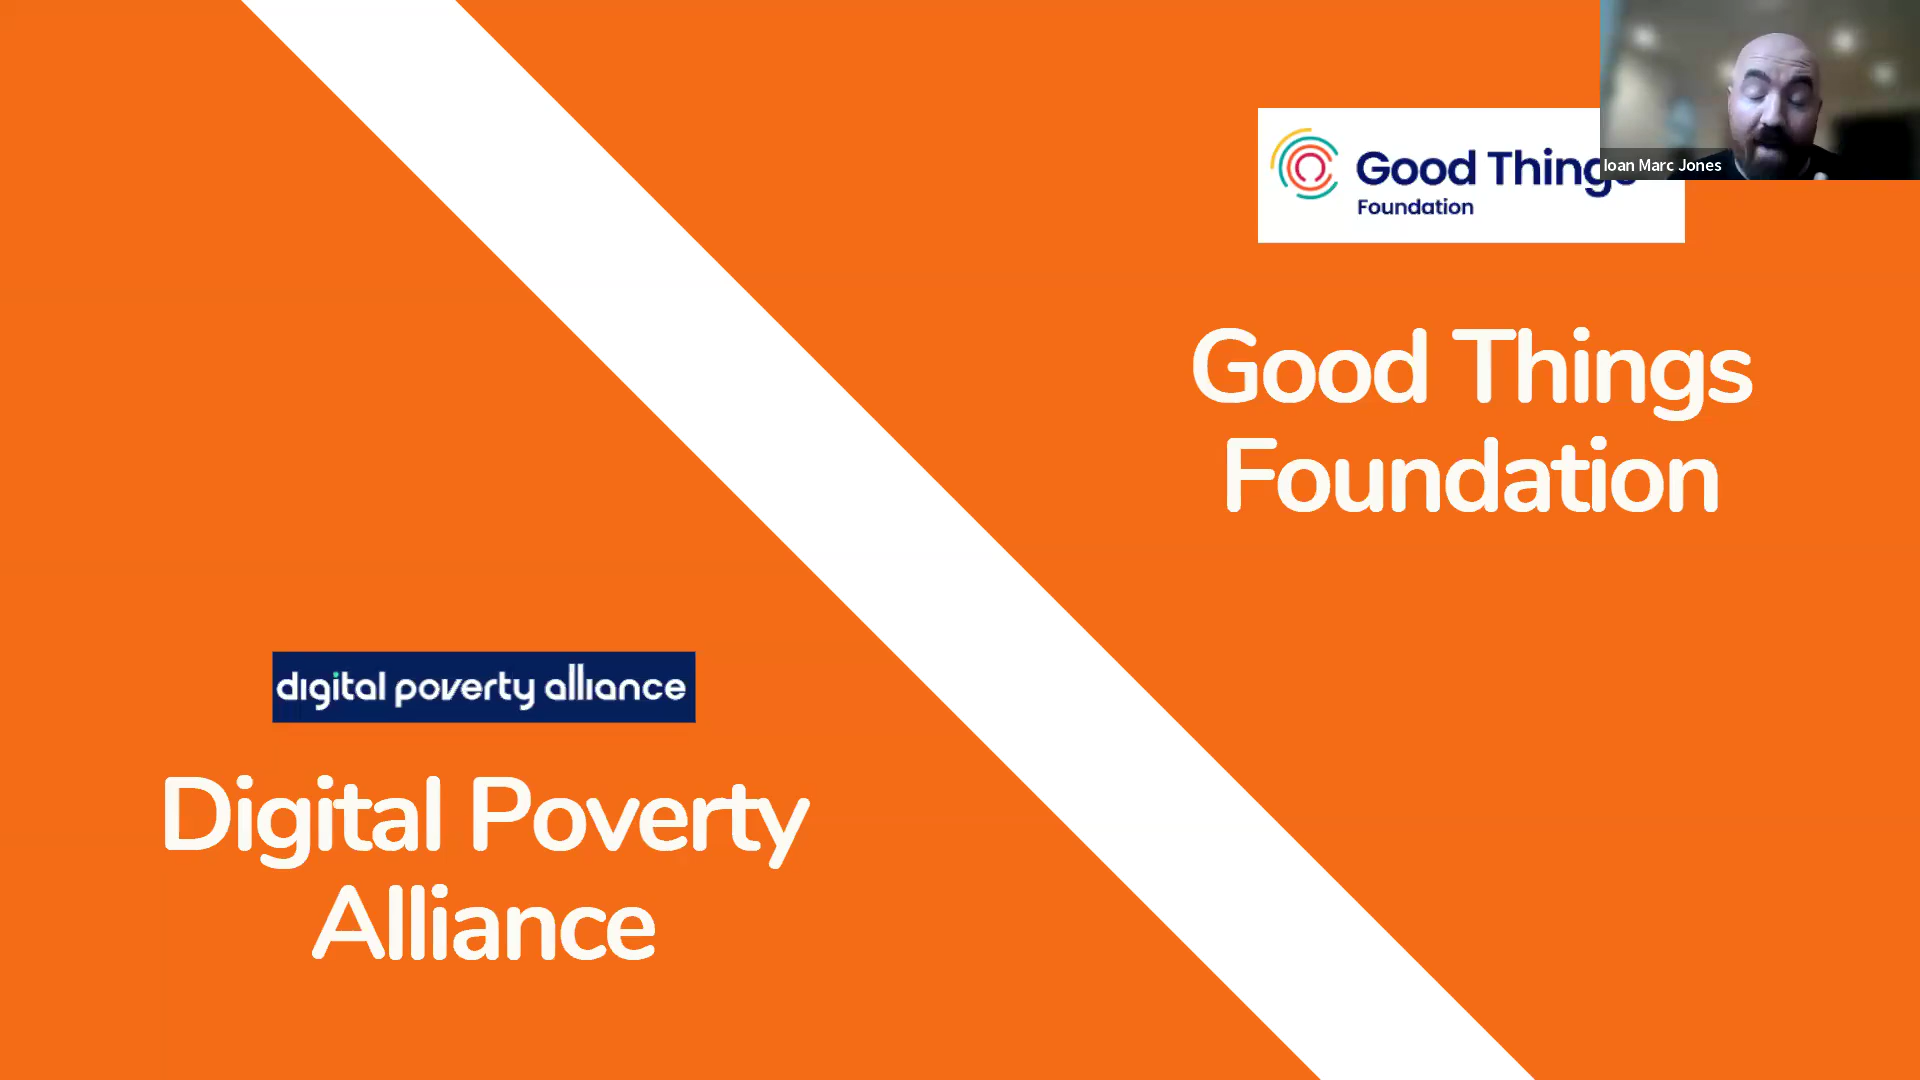 Good Things
Foundation
Ioan Marc Jones
Good Things
Foundation
digital poverty alliance
Digital Poverty
Alliance